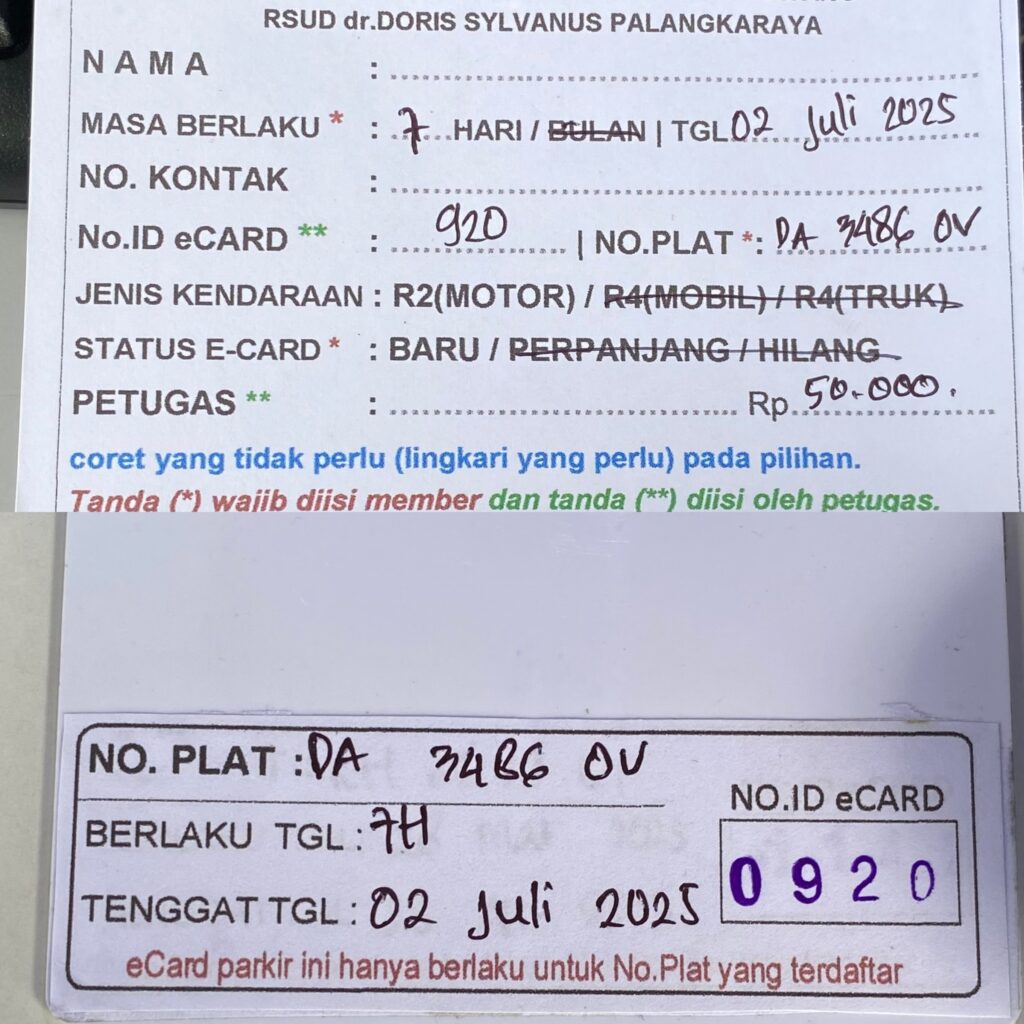 RSUD dr.DORIS SYLVANUS PALANGKARAYA
N A M A :
MASA BERLAKU * : 7 HARI / BULAN | TGL 02 Juli 2025
NO. KONTAK :
No.ID eCARD ** : 920 | NO.PLAT *: DA 3486 OV
JENIS KENDARAAN : R2(MOTOR) / R4(MOBIL) / R4(TRUK)
STATUS E-CARD * : BARU / PERPANJANG / HILANG
PETUGAS ** : Rp 50.000.
coret yang tidak perlu (lingkari yang perlu) pada pilihan.
Tanda (*) wajib diisi member dan tanda (**) diisi oleh petugas.
NO. PLAT : DA 3486 OV
BERLAKU TGL : 7H
TENGGAT TGL : 02 Juli 2025
NO.ID eCARD
0920
eCard parkir ini hanya berlaku untuk No.Plat yang terdaftar